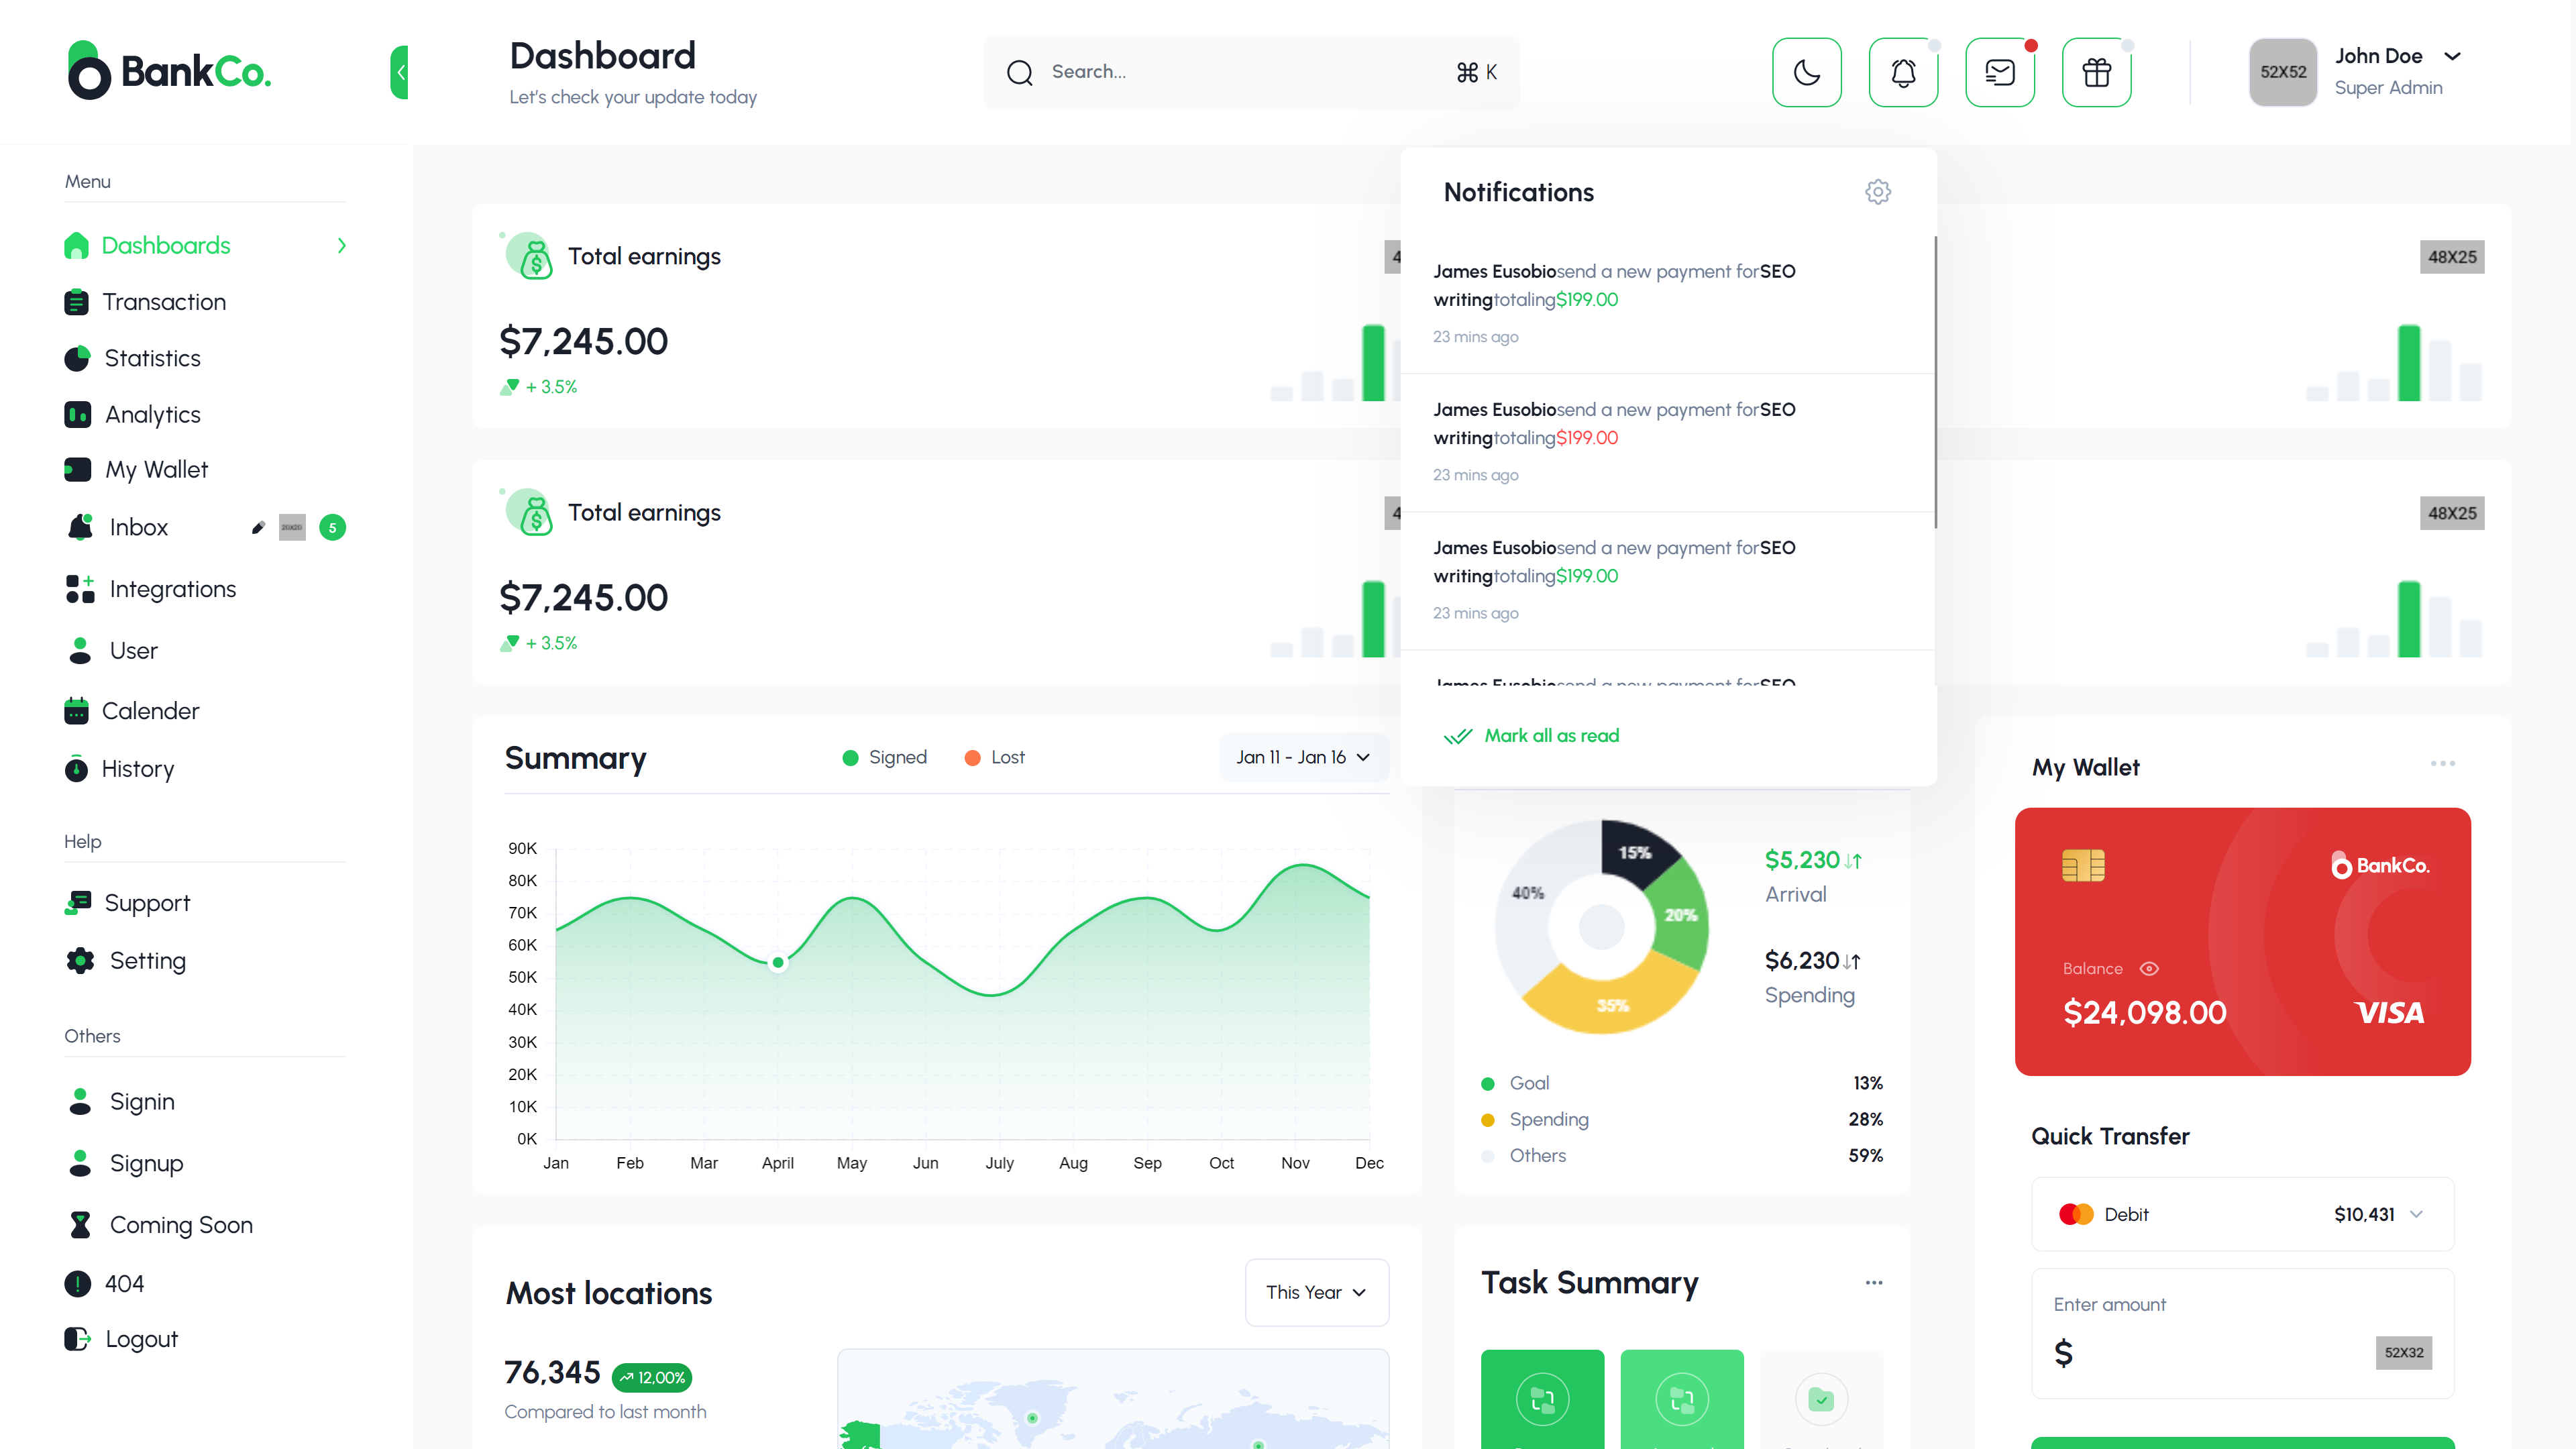 BankCo.
Dashboard
Let's check your update today
Search...
⌘ K
52X52
John Doe
Super Admin
Menu
Dashboards
Transaction
Statistics
Analytics
My Wallet
Inbox
20X20
5
Integrations
User
Calender
History
Help
Support
Setting
Others
Signin
Signup
Coming Soon
404
Logout
Total earnings
4
$7,245.00
+ 3.5%
48X25
Total earnings
4
$7,245.00
+ 3.5%
48X25
Notifications
James Eusobiosend a new payment forSEO
writingtotaling$199.00
23 mins ago
James Eusobiosend a new payment forSEO
writingtotaling$199.00
23 mins ago
James Eusobiosend a new payment forSEO
writingtotaling$199.00
23 mins ago
James Eusobiosend a new payment forSEO
Mark all as read
Summary
Signed
Lost
Jan 11 - Jan 16
90K
80K
70K
60K
50K
40K
30K
20K
10K
0K
Jan Feb Mar April May Jun July Aug Sep Oct Nov Dec
15%
20%
35%
40%
$5,230
Arrival
$6,230
Spending
Goal 13%
Spending 28%
Others 59%
My Wallet
BankCo.
Balance
$24,098.00
VISA
Quick Transfer
Debit
$10,431
Enter amount
$
52X32
Most locations
This Year
76,345
12,00%
Compared to last month
Task Summary